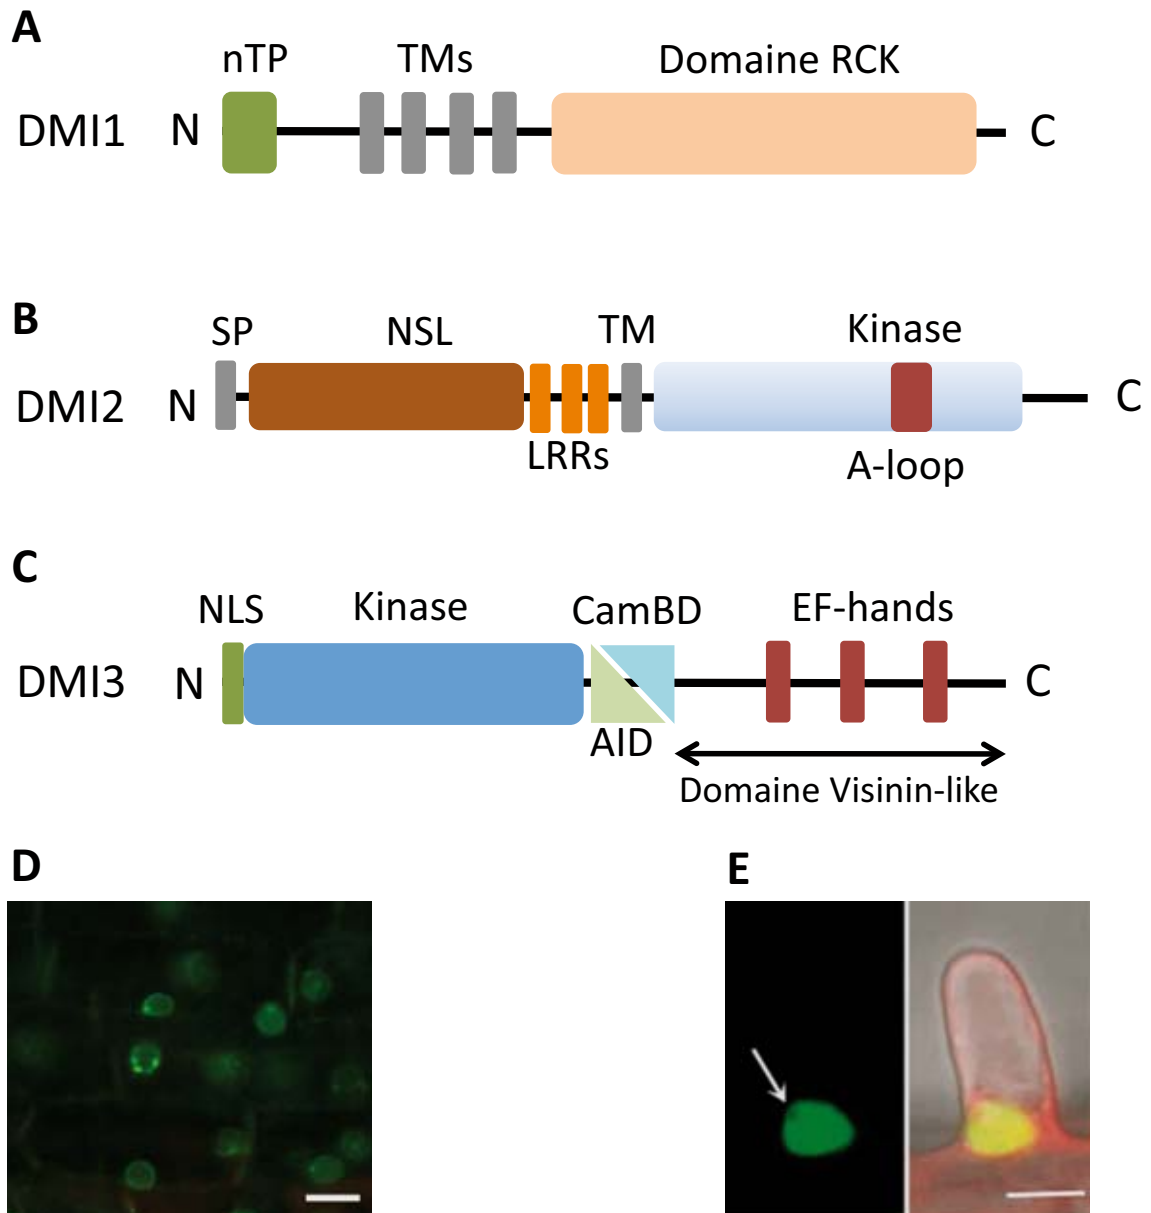 A
nTP TMs Domaine RCK
DMI1 N C
B
SP NSL TM Kinase
DMI2 N C
LRRs A-loop
C
NLS Kinase CamBD EF-hands
DMI3 N C
AID
Domaine Visinin-like
D E